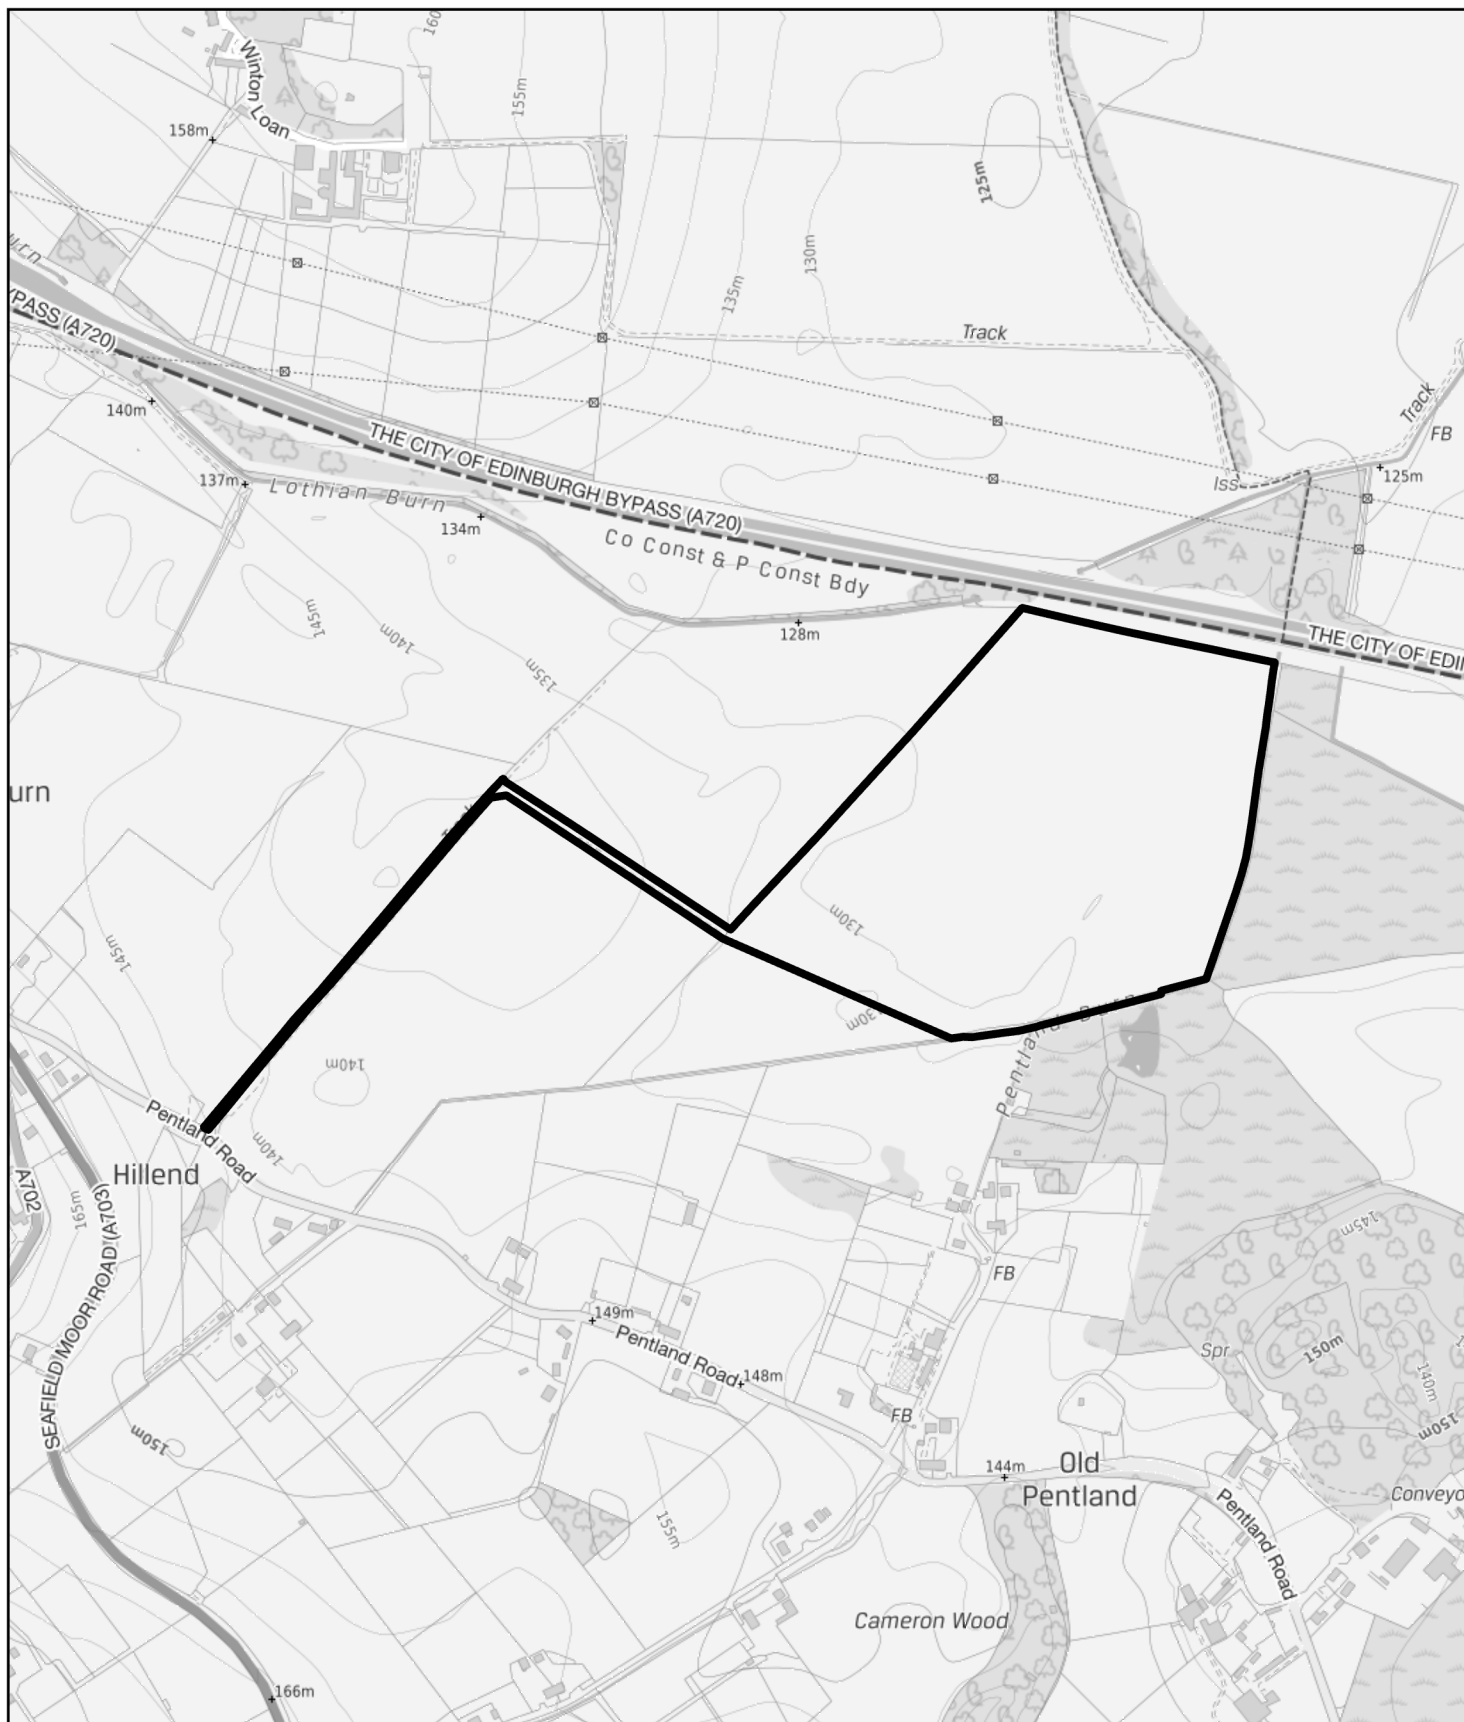 160
Winton Loan
155m
158m
125m
130m
135m
urn
YPASS (A720)
Track
Track
FB
140m
125m
THE CITY OF EDINBURGH BYPASS (A720)
137m
Lothian Burn
Iss
134m
Co Const & P Const Bdy
145m
140m
128m
THE CITY OF EDI
135m
urn
130m
145m
130m
Pentland Burn
140m
Pentland Road
140m
Hillend
A702
165m
145m
SEAFIELD MOOR ROAD (A703)
FB
149m
Pentland Road
150m
Spr
148m
140m
150m
150m
FB
144m
Old
Pentland
Pentland Road
Conveyo
155m
Cameron Wood
166m